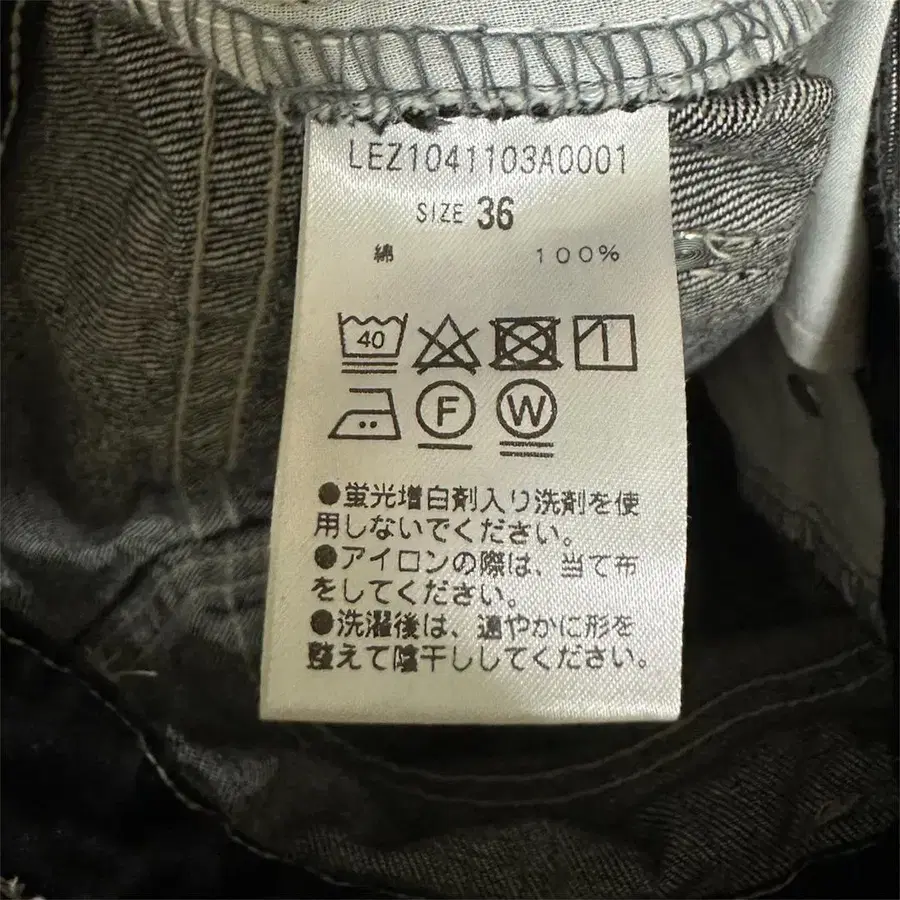 LEZ1041103A0001
SIZE 36
綿 100%
40
F W
●蛍光増白剤入り洗剤を使
用しないでください。
●アイロンの際は、当て布
をしてください。
●洗濯後は、速やかに形を
整えて陰干ししてください。